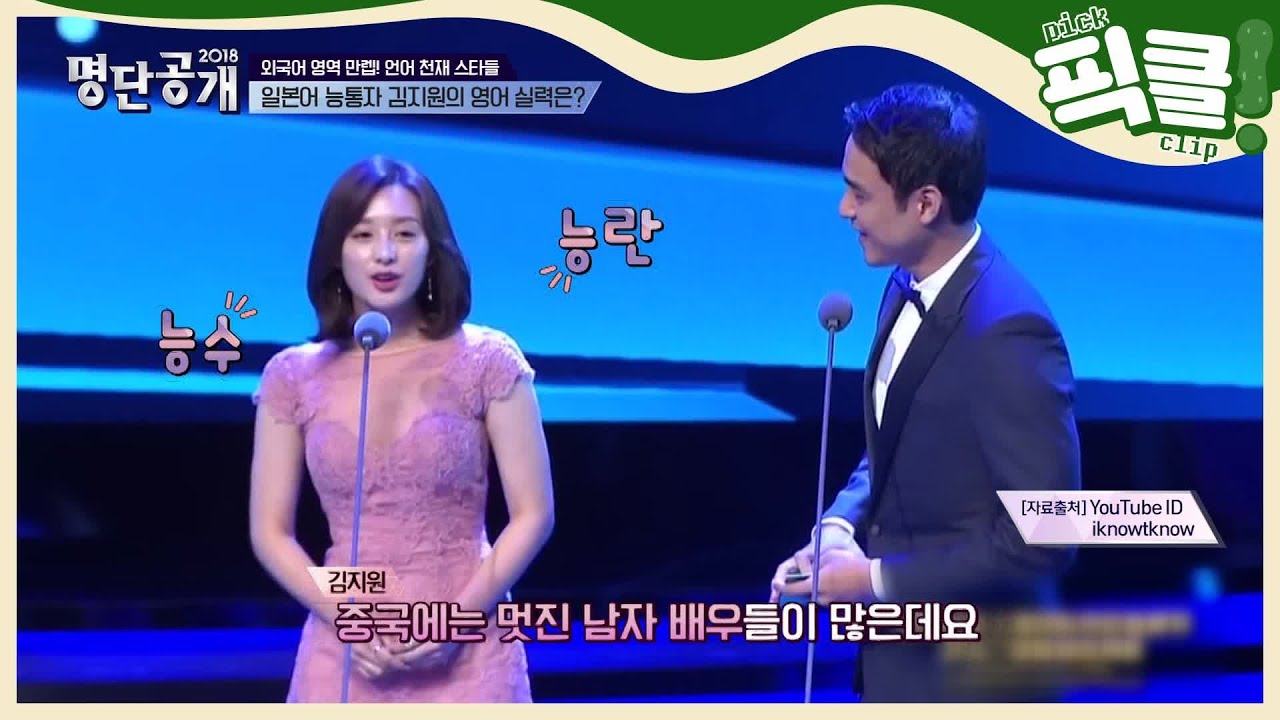 2018
명단공개
외국어 영역 만렙! 언어 천재 스타들
일본어 능통자 김지원의 영어 실력은?
pick
픽클!
clip
능란
능수
[자료출처] YouTube ID
iknowtknow
김지원
중국에는 멋진 남자 배우들이 많은데요